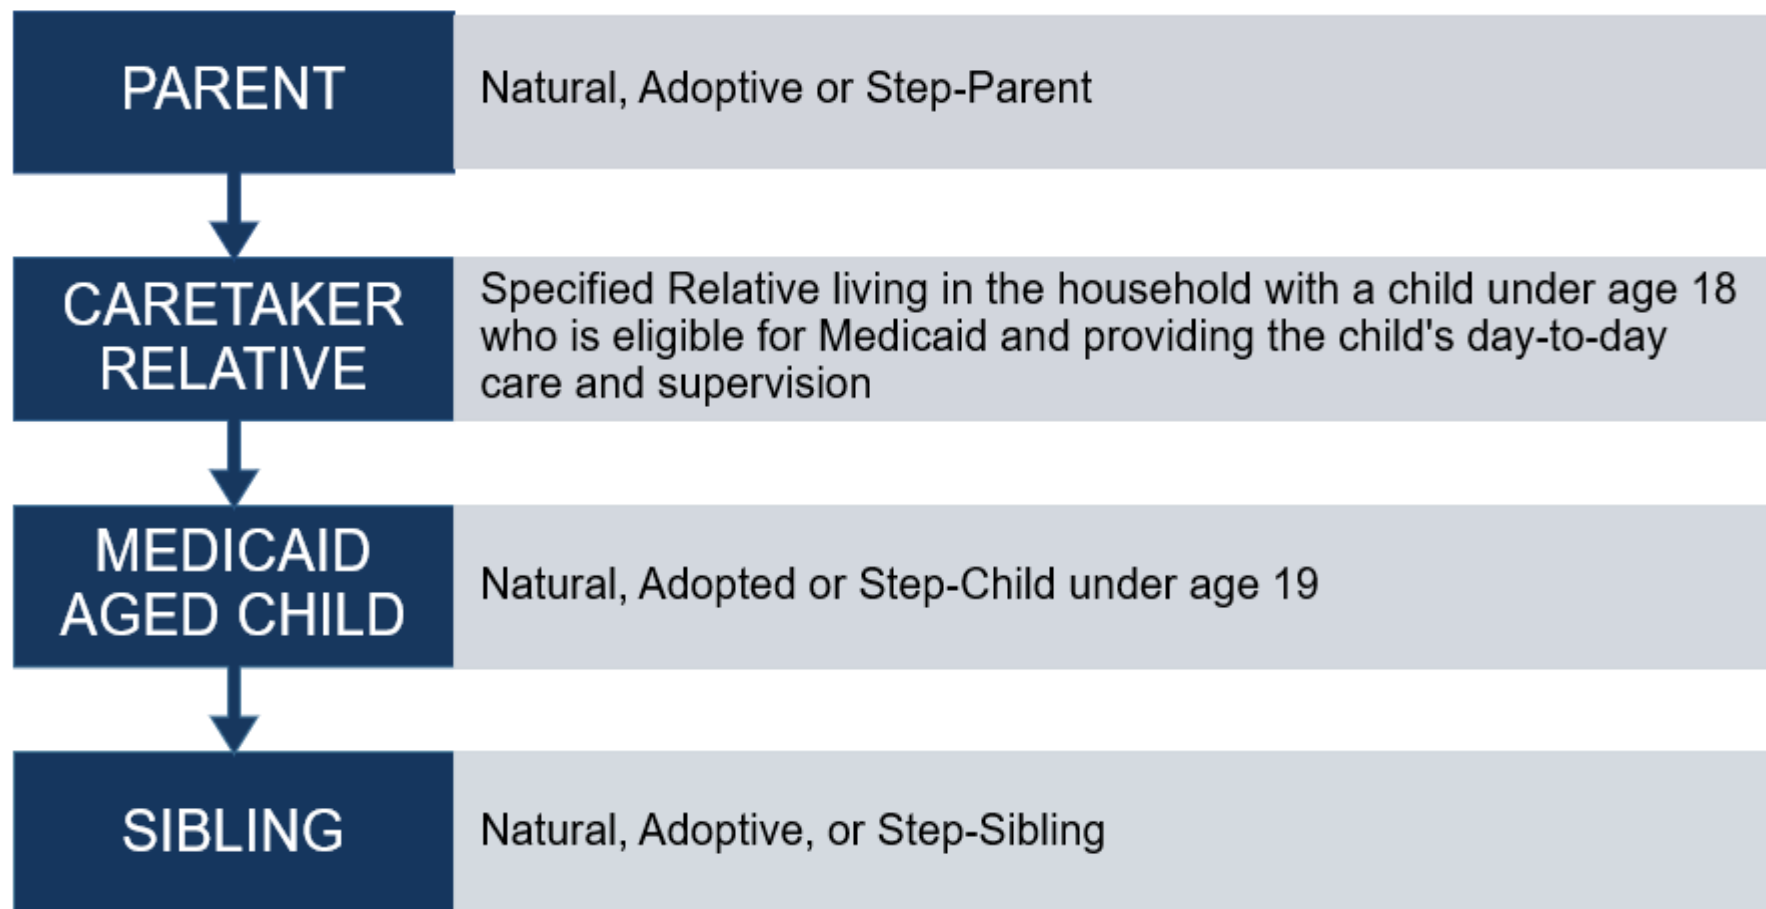 PARENT
Natural, Adoptive or Step-Parent
CARETAKER
RELATIVE
Specified Relative living in the household with a child under age 18
who is eligible for Medicaid and providing the child's day-to-day
care and supervision
MEDICAID
AGED CHILD
Natural, Adopted or Step-Child under age 19
SIBLING
Natural, Adoptive, or Step-Sibling